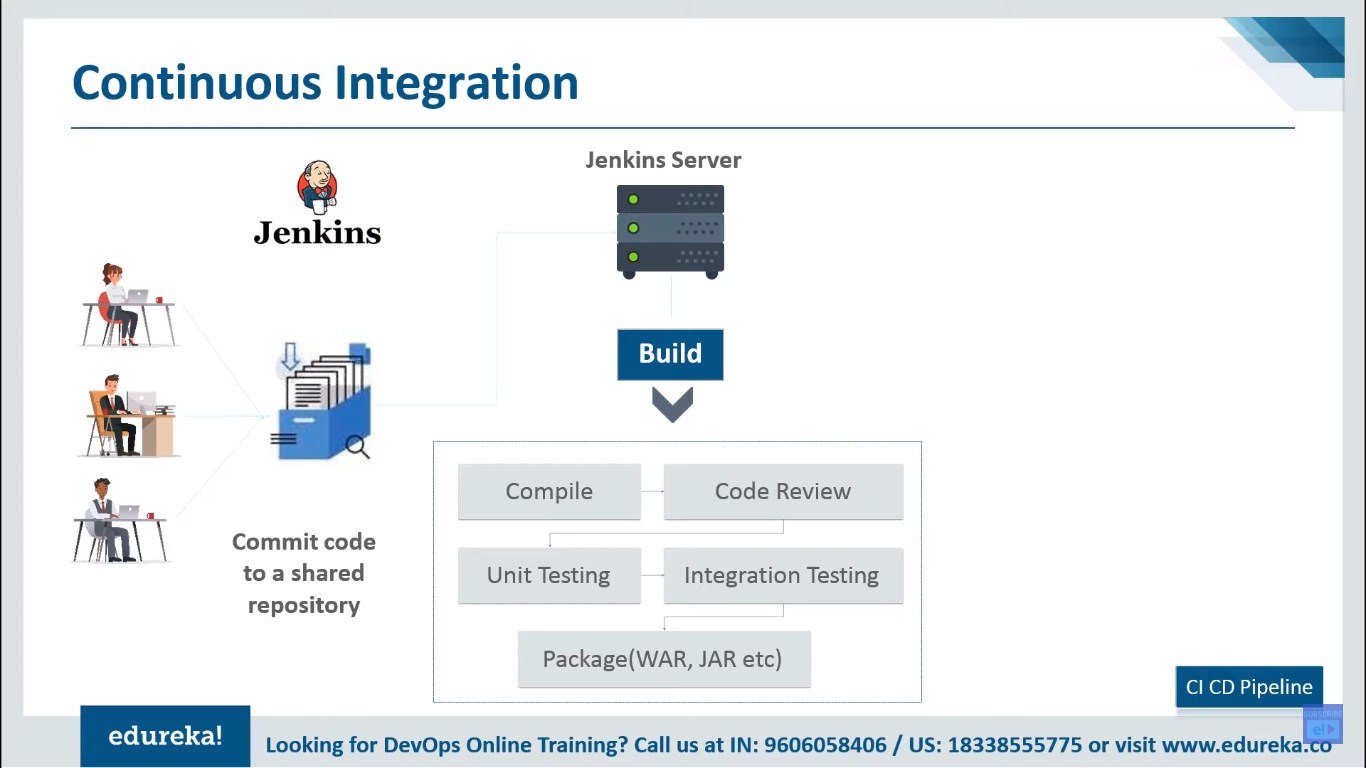 Continuous Integration
Jenkins Server
Jenkins
Build
Compile
Code Review
Unit Testing
Integration Testing
Package(WAR, JAR etc)
Commit code
to a shared
repository
CI CD Pipeline
SUBSCRIBE
e!
edureka!
Looking for DevOps Online Training? Call us at IN: 9606058406 / US: 18338555775 or visit www.edureka.co